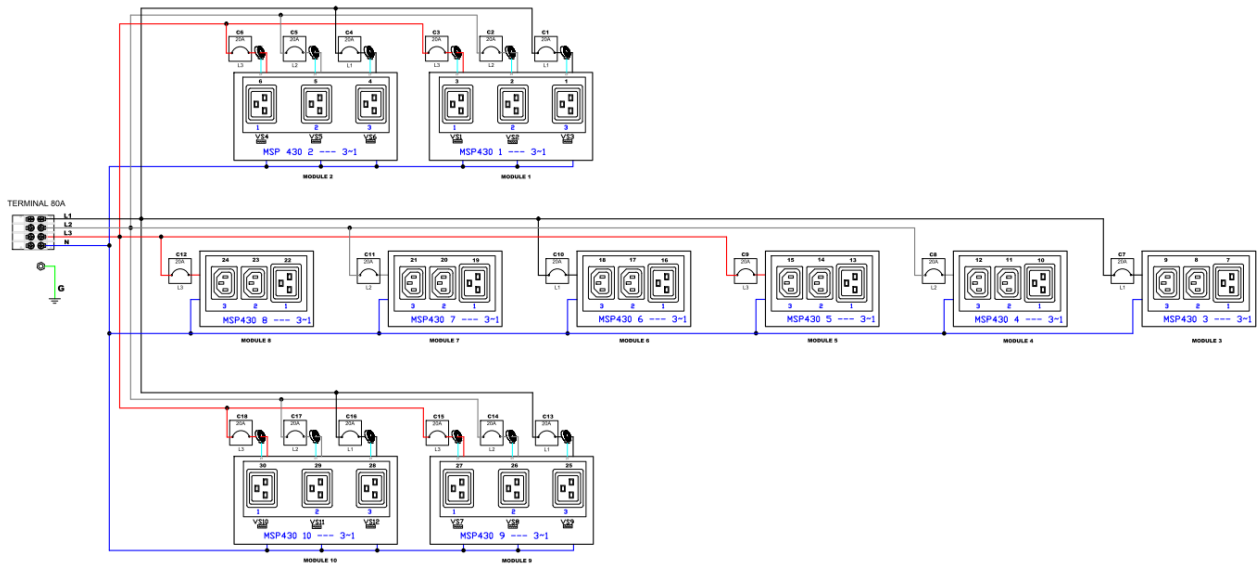 C6 C5 C4 C3 C2 C1
20A 20A 20A 20A 20A 20A
L3 L2 L1 L3 L2 L1
6 5 4 3 2 1
1 2 3 1 2 3
VS4 VS5 VS6 VS1 VS2 VS3
MSP 430 2 --- 3~1 MSP430 1 --- 3~1
MODULE 2 MODULE 1
TERMINAL 80A
L1
L2
L3
N
G
C12 C11 C10 C9 C8 C7
20A 20A 20A 20A 20A 20A
L3 L2 L1 L3 L2 L1
24 23 22 21 20 19 18 17 16 15 14 13 12 11 10 9 8 7
3 2 1 3 2 1 3 2 1 3 2 1 3 2 1 3 2 1
MSP430 8 --- 3~1 MSP430 7 --- 3~1 MSP430 6 --- 3~1 MSP430 5 --- 3~1 MSP430 4 --- 3~1 MSP430 3 --- 3~1
MODULE 8 MODULE 7 MODULE 6 MODULE 5 MODULE 4 MODULE 3
C18 C17 C16 C15 C14 C13
20A 20A 20A 20A 20A 20A
L3 L2 L1 L3 L2 L1
30 29 28 27 26 25
1 2 3 1 2 3
VS10 VS11 VS12 VS7 VS8 VS9
MSP430 10 --- 3~1 MSP430 9 --- 3~1
MODULE 10 MODULE 9